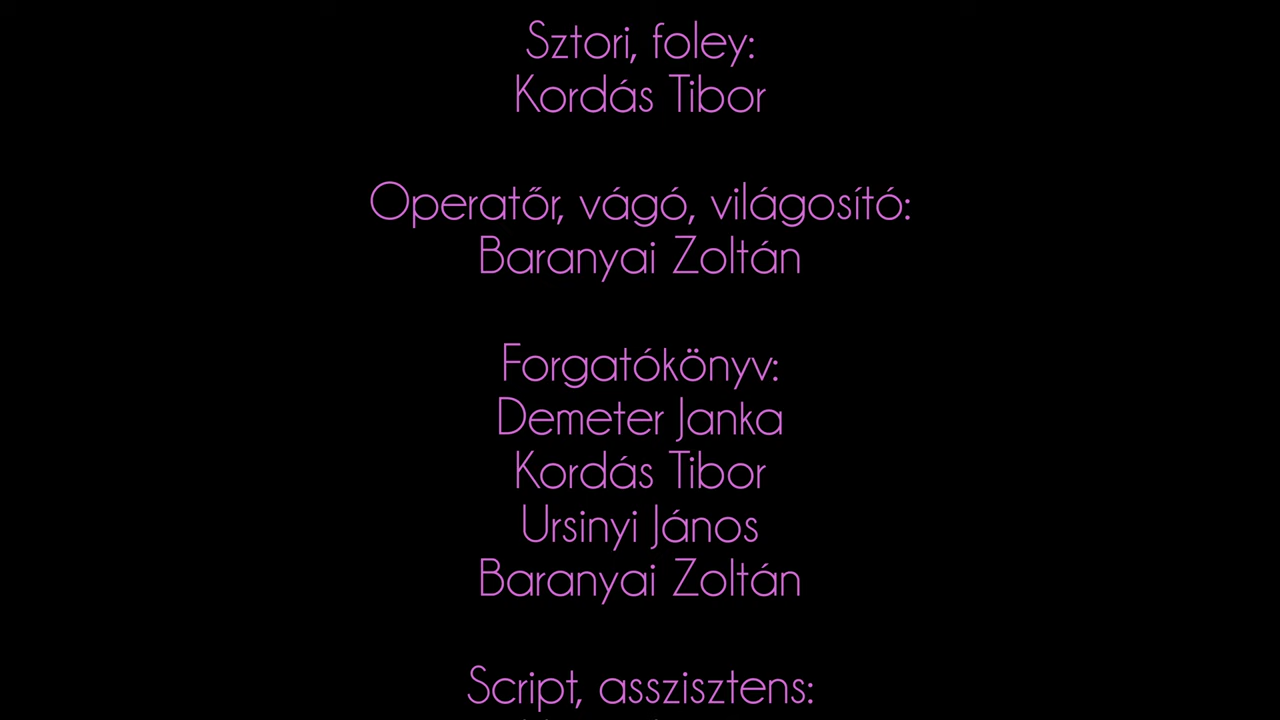 Sztori, foley:
Kordás Tibor
Operatőr, vágó, világosító:
Baranyai Zoltán
Forgatókönyv:
Demeter Janka
Kordás Tibor
Ursinyi János
Baranyai Zoltán
Script, asszisztens: